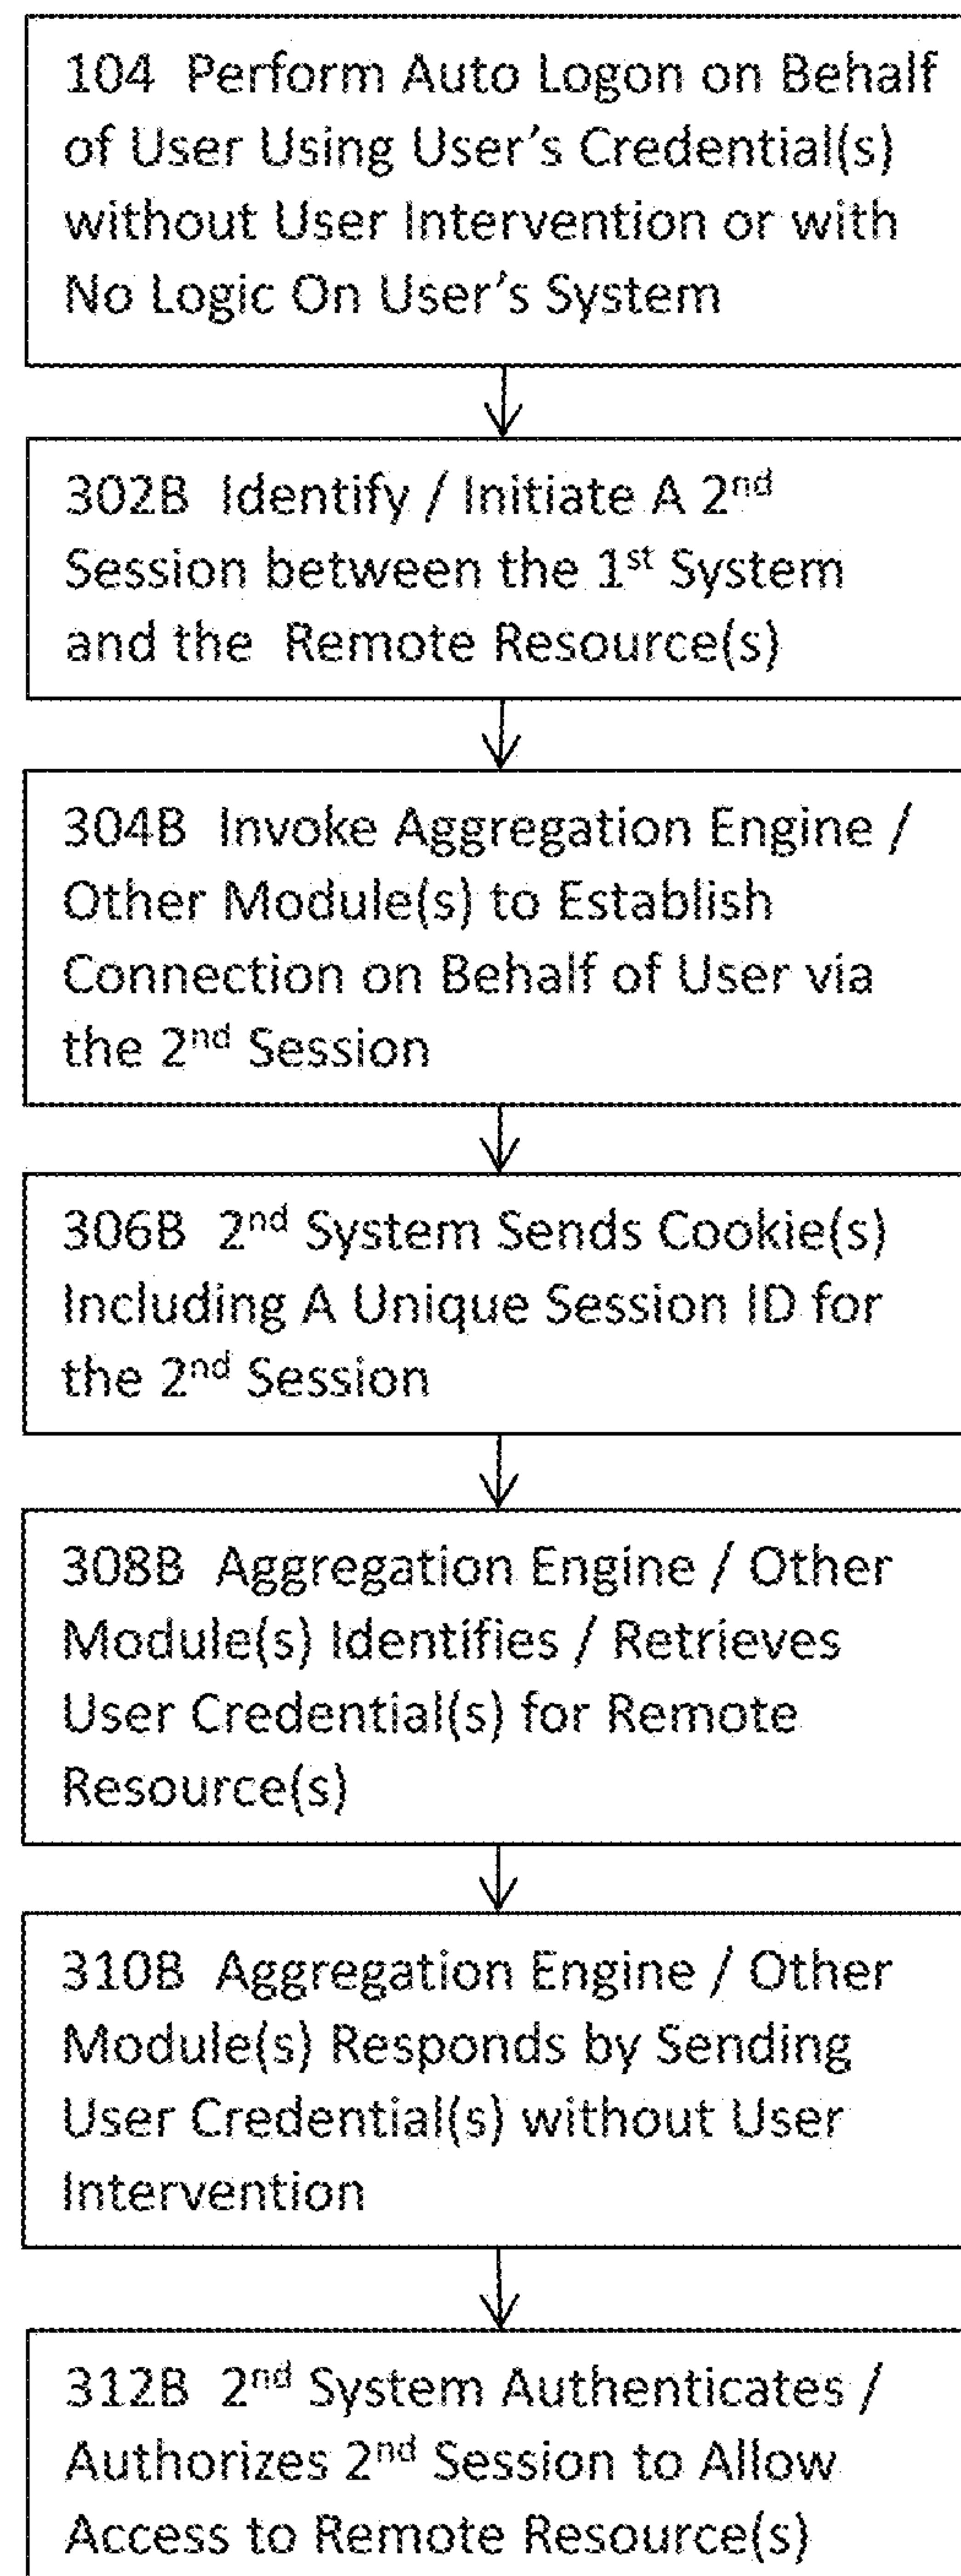 104 Perform Auto Logon on Behalf
of User Using User's Credential(s)
without User Intervention or with
No Logic On User's System
302B Identify / Initiate A 2nd
Session between the 1st System
and the Remote Resource(s)
304B Invoke Aggregation Engine /
Other Module(s) to Establish
Connection on Behalf of User via
the 2nd Session
306B 2nd System Sends Cookie(s)
Including A Unique Session ID for
the 2nd Session
308B Aggregation Engine / Other
Module(s) Identifies / Retrieves
User Credential(s) for Remote
Resource(s)
310B Aggregation Engine / Other
Module(s) Responds by Sending
User Credential(s) without User
Intervention
312B 2nd System Authenticates /
Authorizes 2nd Session to Allow
Access to Remote Resource(s)